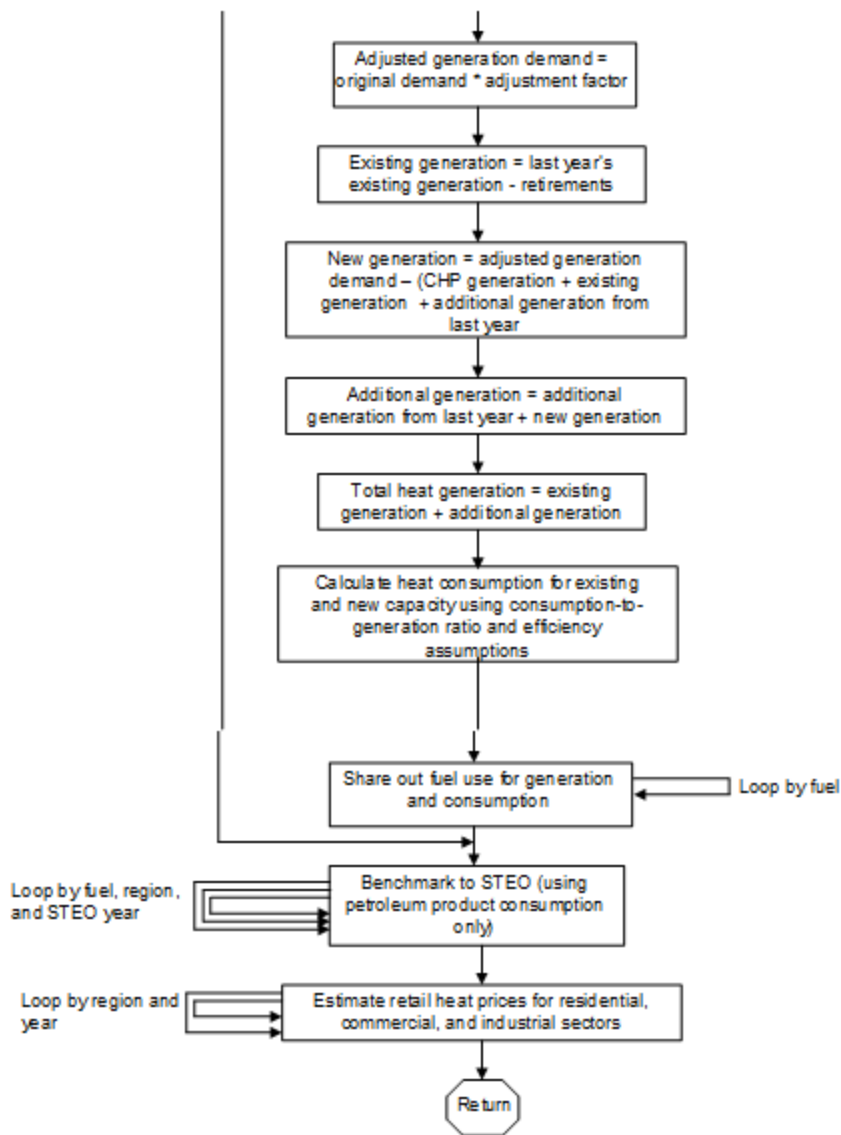 Adjusted generation demand =
original demand * adjustment factor
Existing generation = last year's
existing generation - retirements
New generation = adjusted generation
demand – (CHP generation + existing
generation + additional generation from
last year
Additional generation = additional
generation from last year + new generation
Total heat generation = existing
generation + additional generation
Calculate heat consumption for existing
and new capacity using consumption-to-
generation ratio and efficiency
assumptions
Share out fuel use for generation
and consumption
Loop by fuel
Loop by fuel, region,
and STEO year
Benchmark to STEO (using
petroleum product consumption
only)
Loop by region and
year
Estimate retail heat prices for residential,
commercial, and industrial sectors
Return